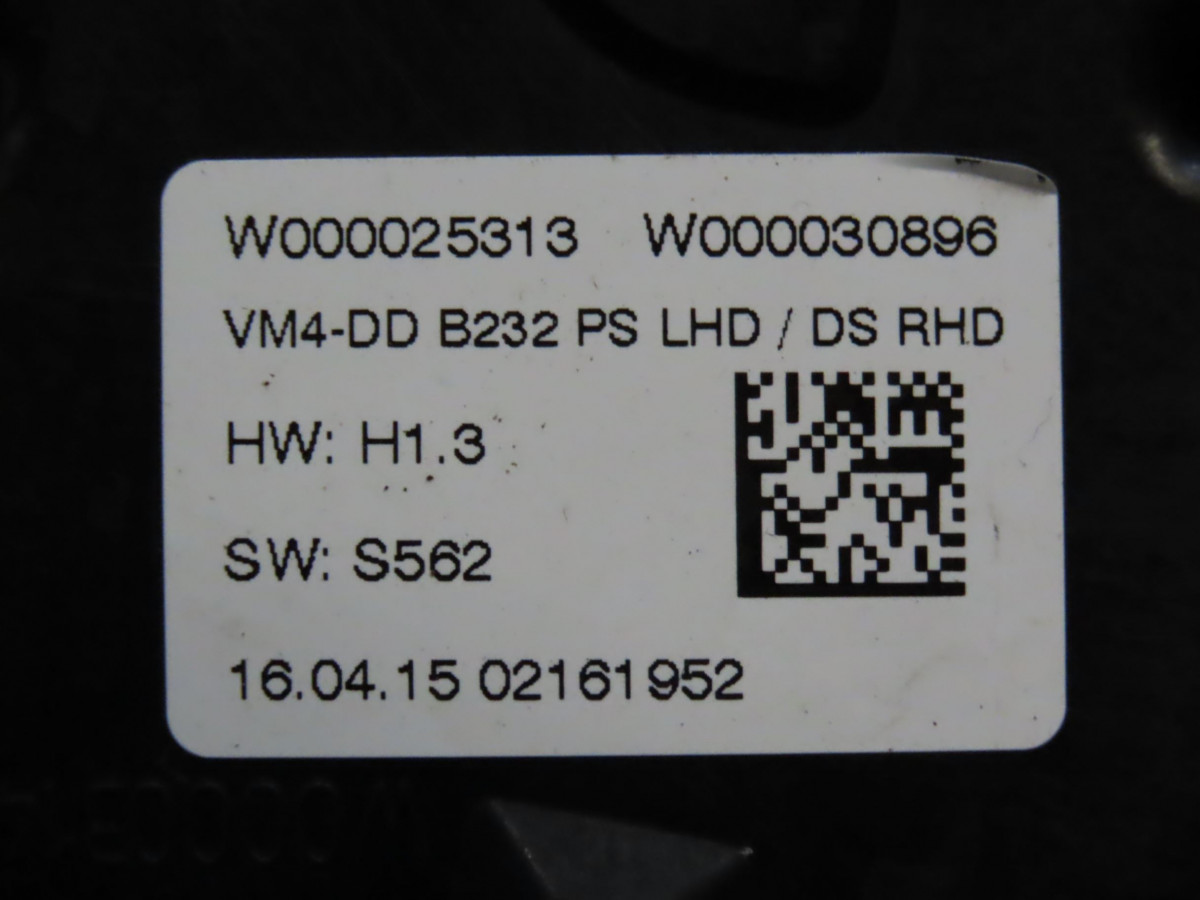 W000025313 W000030896
VM4-DD B232 PS LHD / DS RHD
HW: H1.3
SW: S562
16.04.15 02161952